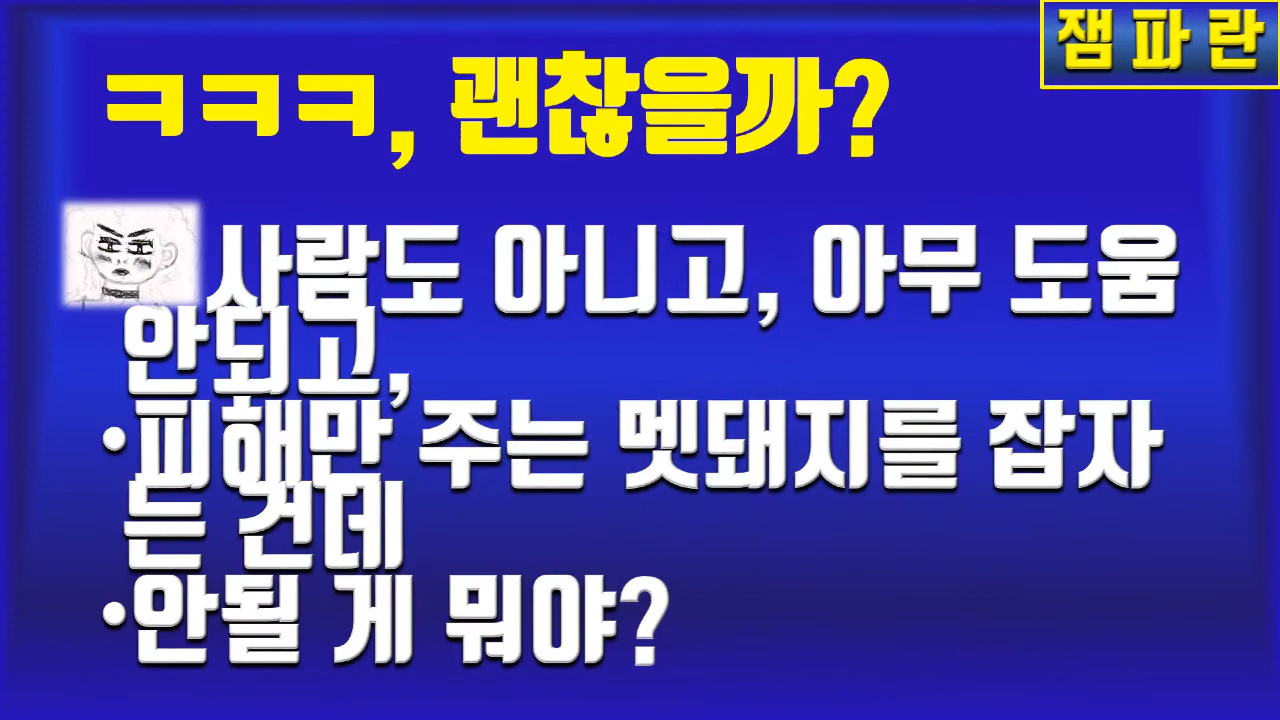 잼파란
ㅋㅋㅋ, 괜찮을까?
사람도 아니고, 아무 도움
안되고,
•피해만 주는 멧돼지를 잡자
든 건데
•안될 게 뭐야?